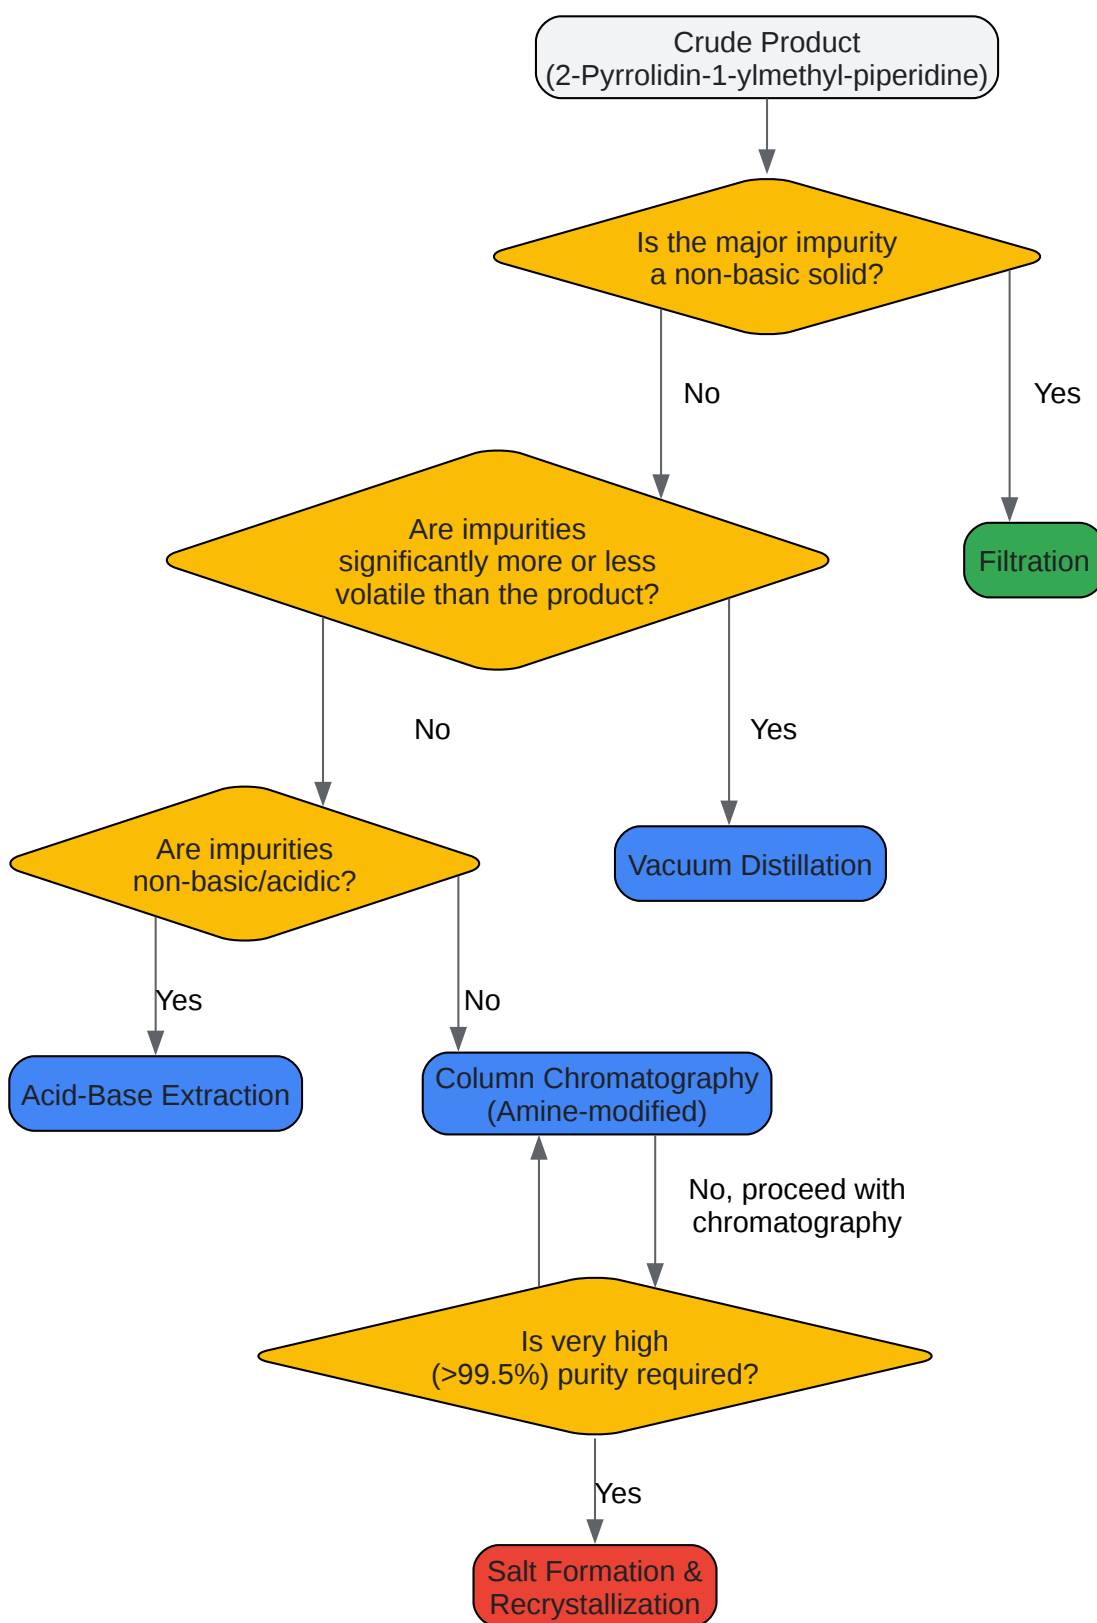 Crude Product
(2-Pyrrolidin-1-ylmethyl-piperidine)
Is the major impurity
a non-basic solid?
No
Yes
Are impurities
significantly more or less
volatile than the product?
Filtration
No
Yes
Are impurities
non-basic/acidic?
Vacuum Distillation
Yes
No
Acid-Base Extraction
Column Chromatography
(Amine-modified)
No, proceed with
chromatography
Is very high
(>99.5%) purity required?
Yes
Salt Formation &
Recrystallization